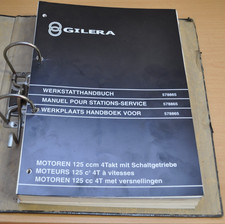 GILERA
WERKSTATTHANDBUCH 578865
MANUEL POUR STATIONS-SERVICE 578865
WERKPLAATS HANDBOEK VOOR 578865
MOTOREN 125 ccm 4Takt mit Schaltgetriebe
MOTEURS 125 c³ 4T à vitesses
MOTOREN 125 cc 4T met versnellingen